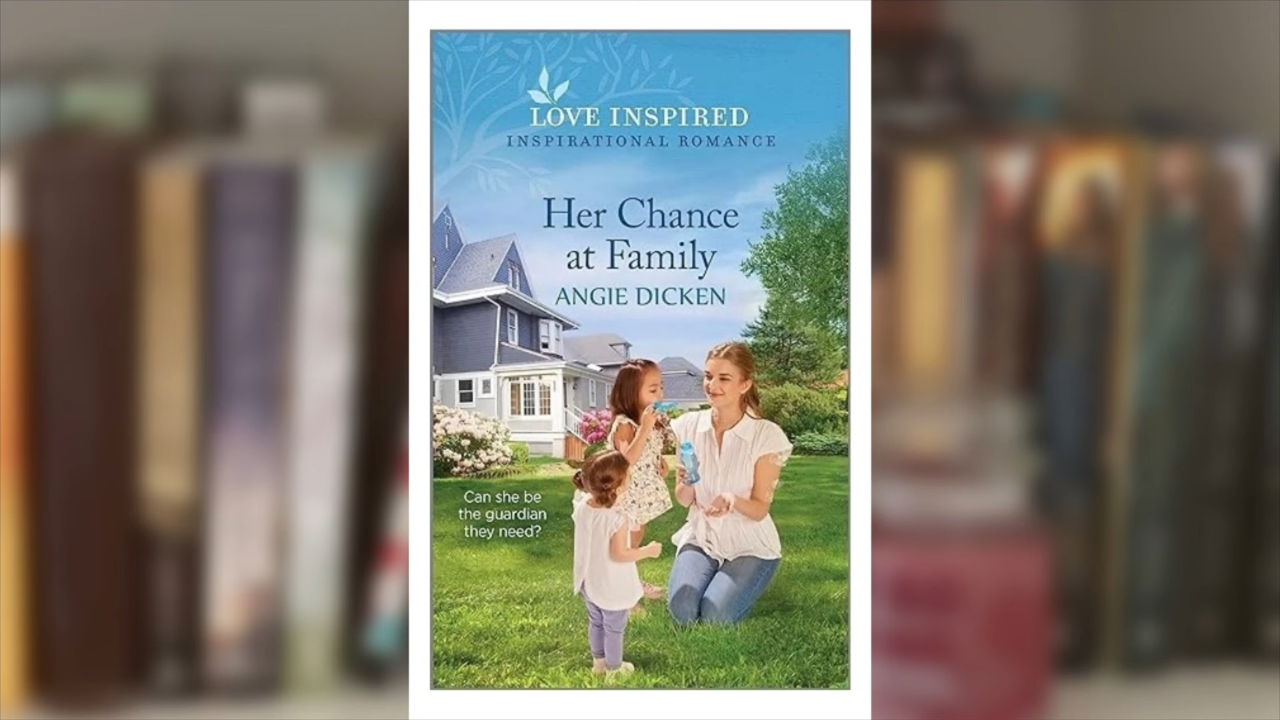 LOVE INSPIRED
INSPIRATIONAL ROMANCE
Her Chance
at Family
ANGIE DICKEN
Can she be
the guardian
they need?